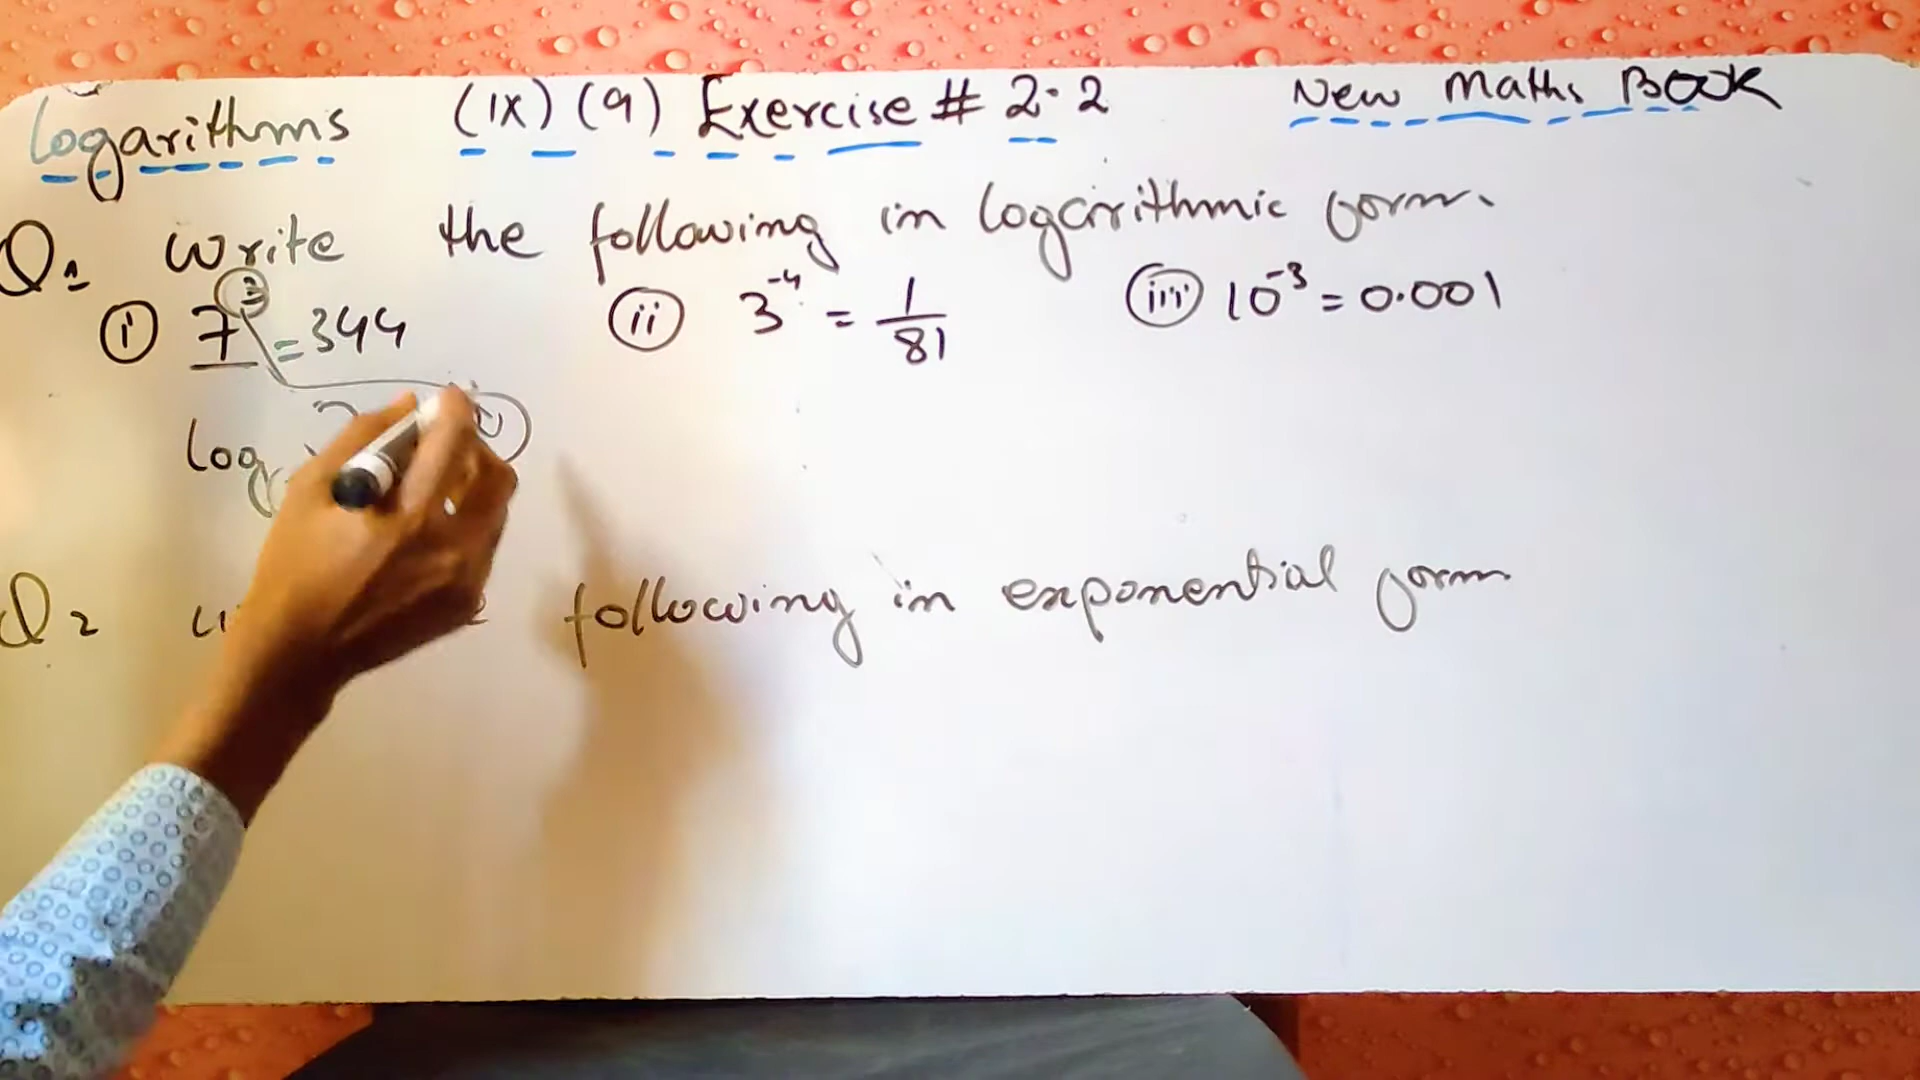 Logarithms (IX) (9) Exercise # 2.2 New Maths Book
Q1 write the following in logarithmic form.
(i) 7³ = 344 (ii) 3⁻⁴ = 1/81 (iii) 10⁻³ = 0.001
log
Q2 following in exponential form